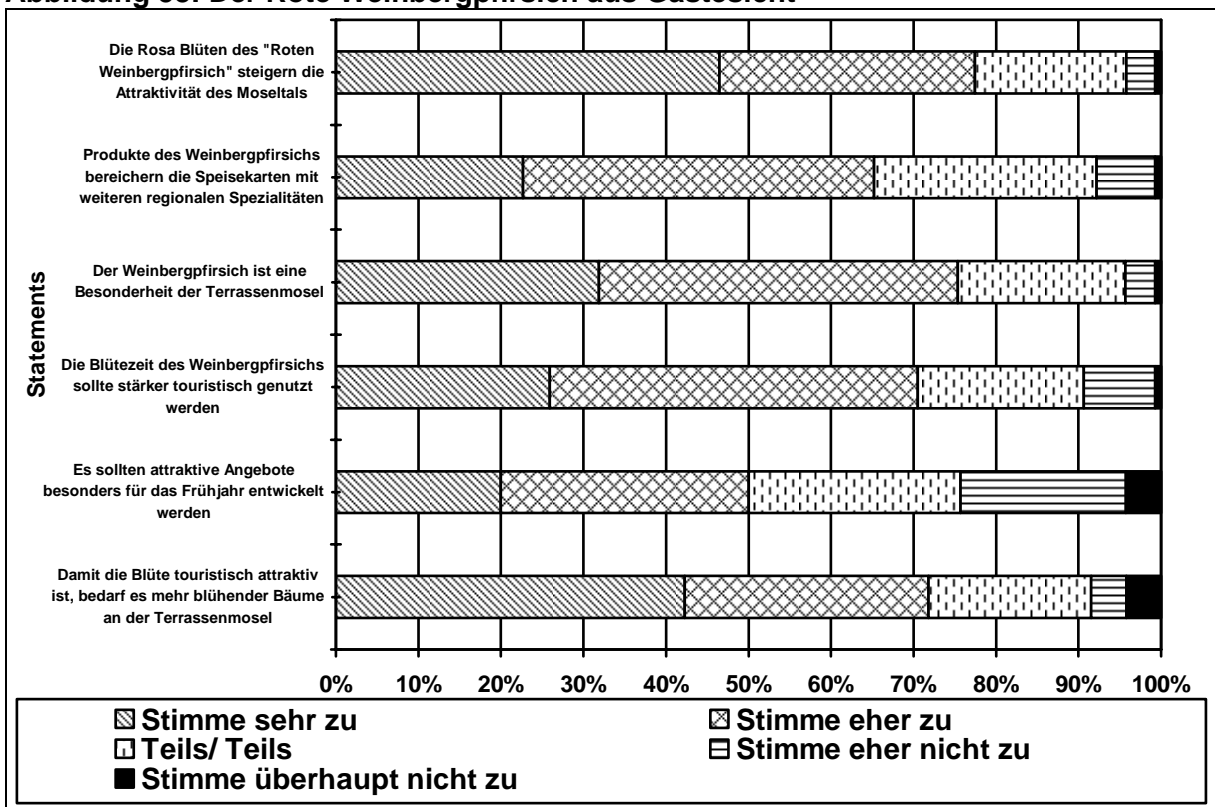 Die Rosa Blüten des "Roten
Weinbergpfirsich" steigern die
Attraktivität des Moseltals
Produkte des Weinbergpfirsichs
bereichern die Speisekarten mit
weiteren regionalen Spezialitäten
Der Weinbergpfirsich ist eine
Besonderheit der Terrassenmosel
Die Blütezeit des Weinbergpfirsichs
sollte stärker touristisch genutzt
werden
Es sollten attraktive Angebote
besonders für das Frühjahr entwickelt
werden
Damit die Blüte touristisch attraktiv
ist, bedarf es mehr blühender Bäume
an der Terrassenmosel
Statements
0% 10% 20% 30% 40% 50% 60% 70% 80% 90% 100%
Stimme sehr zu
Stimme eher zu
Teils/ Teils
Stimme eher nicht zu
Stimme überhaupt nicht zu